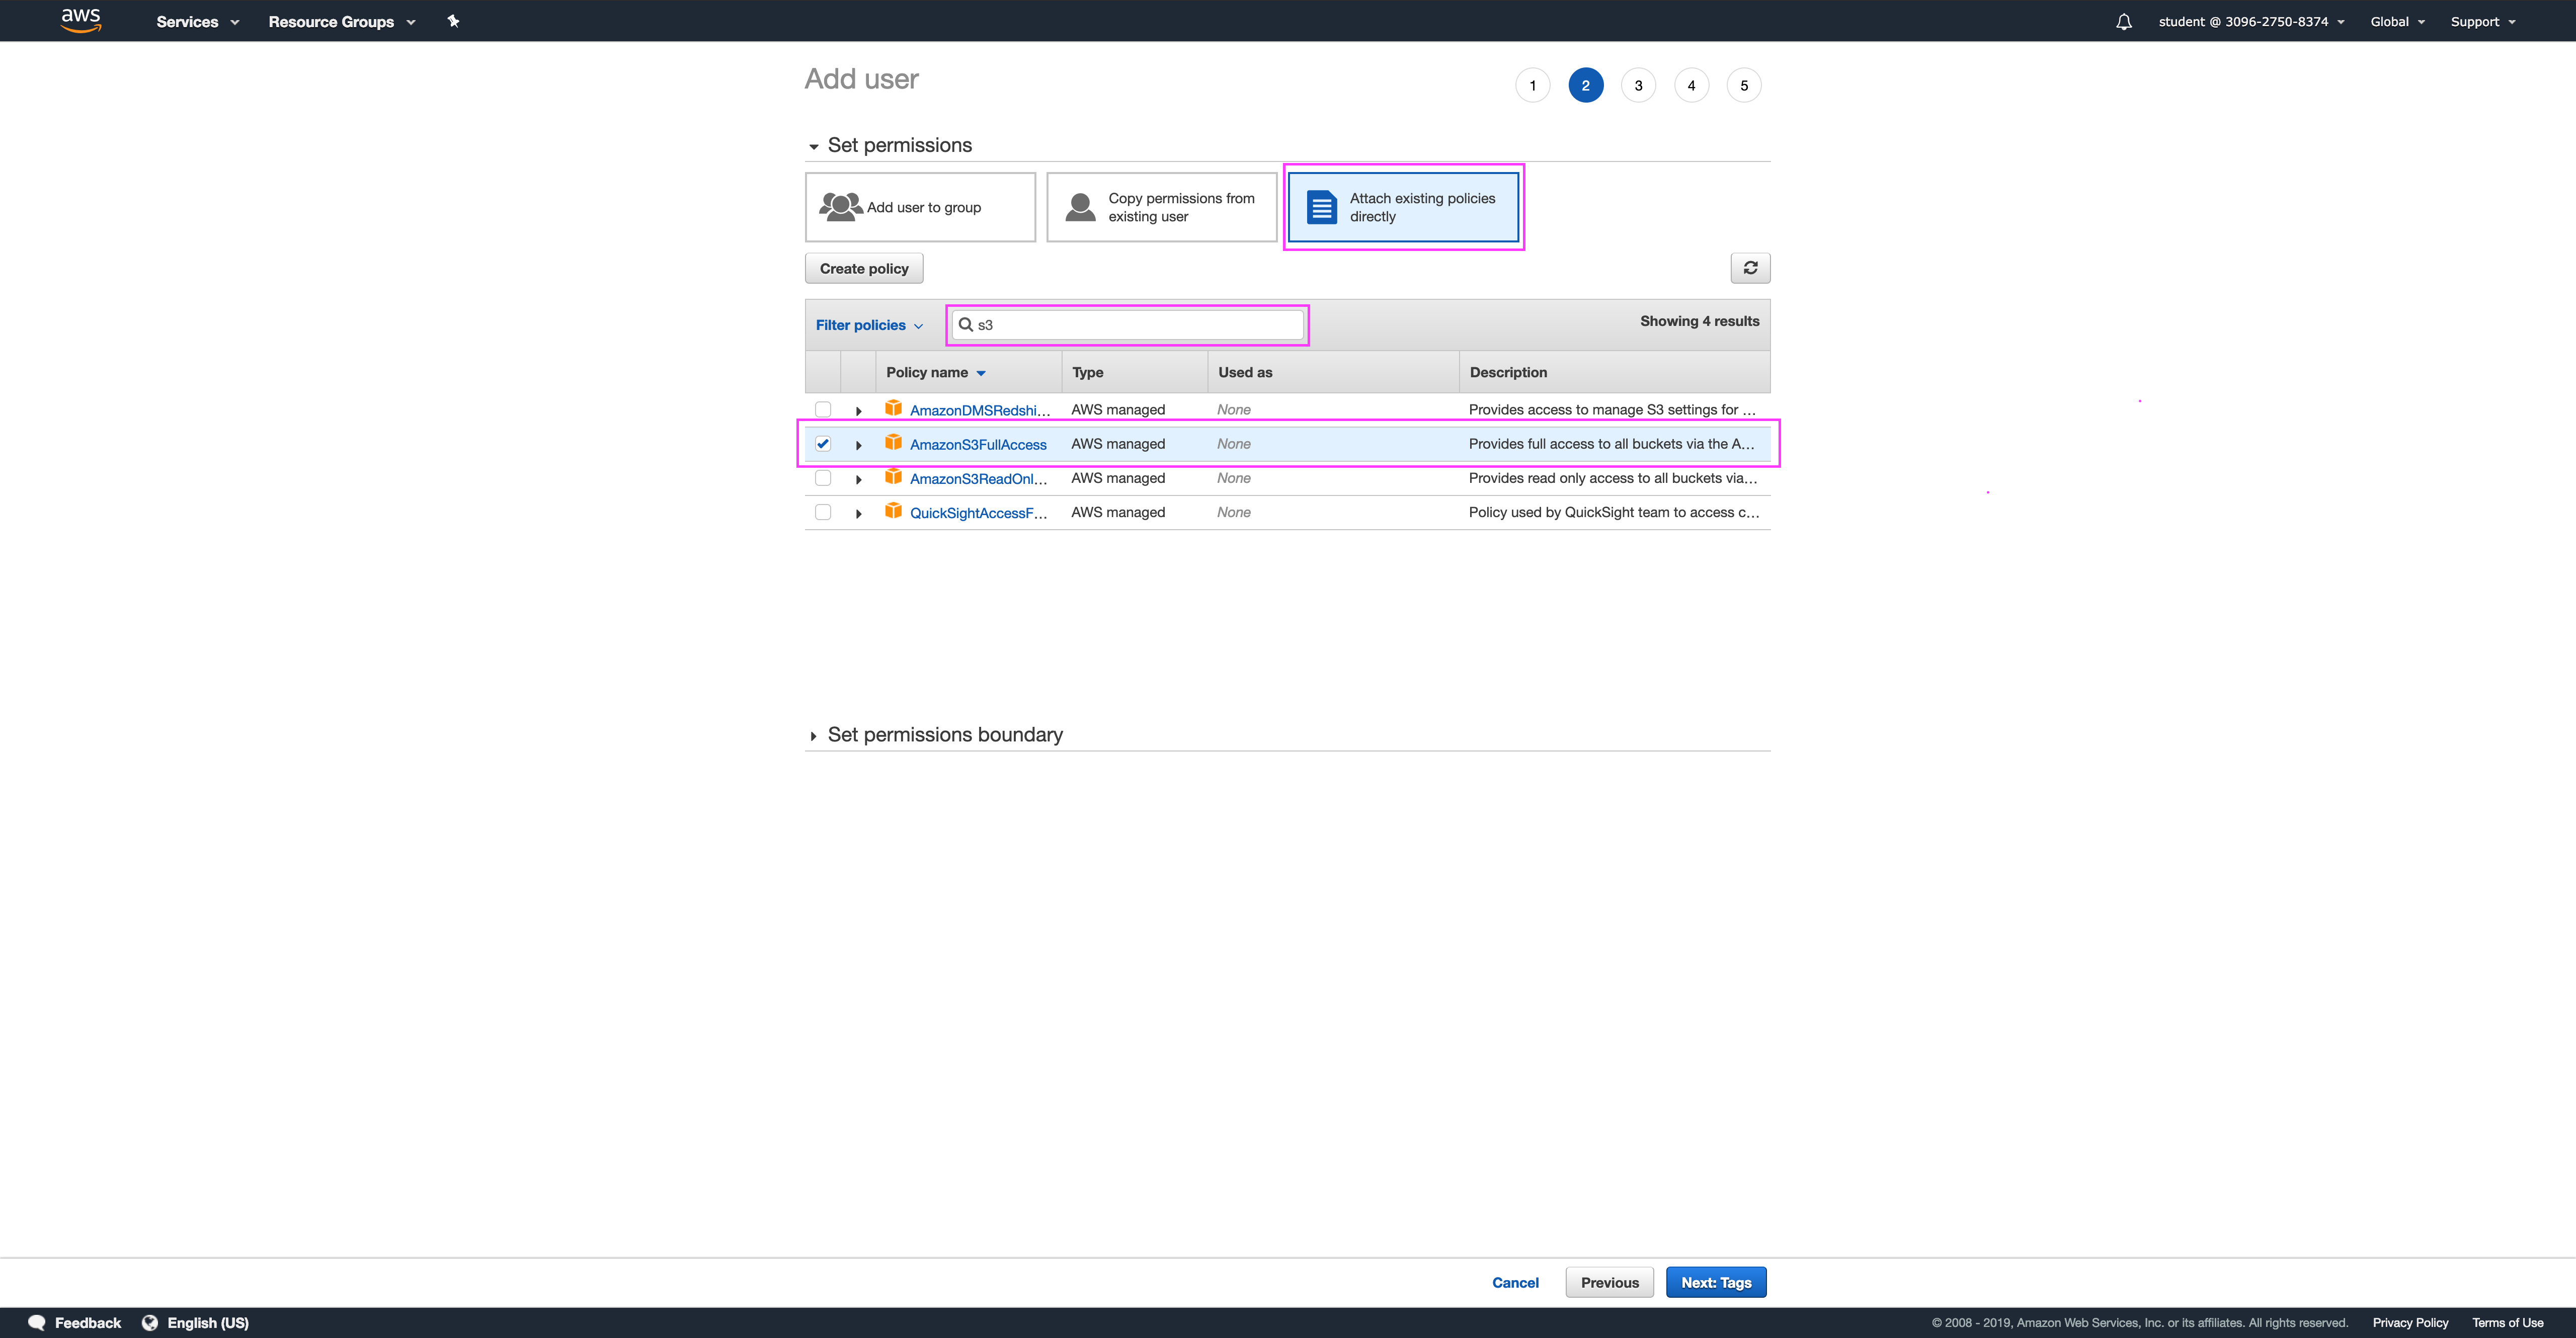 aws Services Resource Groups student @ 3096-2750-8374 Global Support
Add user 1 2 3 4 5
Set permissions
Add user to group
Copy permissions from
existing user
Attach existing policies
directly
Create policy
Filter policies s3 Showing 4 results
Policy name Type Used as Description
AmazonDMSRedshi... AWS managed None Provides access to manage S3 settings for ...
AmazonS3FullAccess AWS managed None Provides full access to all buckets via the A...
AmazonS3ReadOnl... AWS managed None Provides read only access to all buckets via...
QuickSightAccessF... AWS managed None Policy used by QuickSight team to access c...
Set permissions boundary
Cancel Previous Next: Tags
Feedback English (US) © 2008 - 2019, Amazon Web Services, Inc. or its affiliates. All rights reserved. Privacy Policy Terms of Use